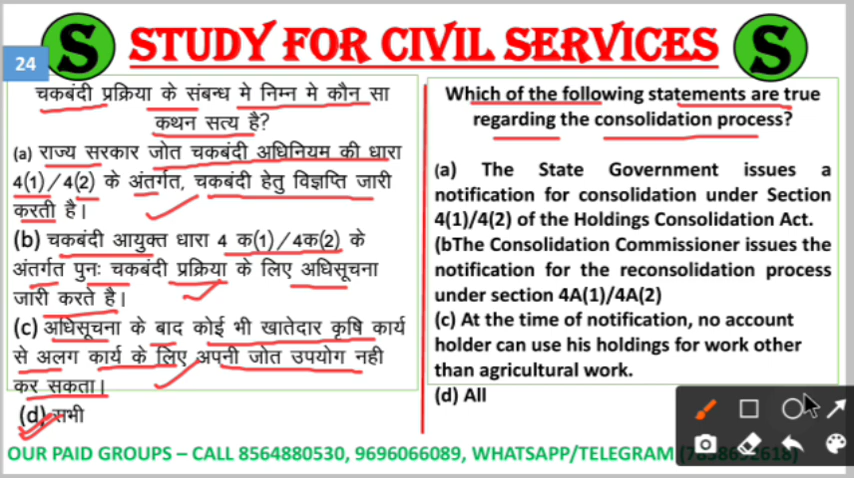 S STUDY FOR CIVIL SERVICES S
24
चकबंदी प्रक्रिया के संबन्ध मे निम्न मे कौन सा
कथन सत्य है?
(a) राज्य सरकार जोत चकबंदी अधिनियम की धारा
4(1)/4(2) के अंतर्गत, चकबंदी हेतु विज्ञप्ति जारी
करती है।
(b) चकबंदी आयुक्त धारा 4 क(1)/4क(2) के
अंतर्गत पुनः चकबंदी प्रक्रिया के लिए अधिसूचना
जारी करते है।
(c) अधिसूचना के बाद कोई भी खातेदार कृषि कार्य
से अलग कार्य के लिए अपनी जोत उपयोग नही
कर सकता।
(d) सभी
Which of the following statements are true
regarding the consolidation process?
(a) The State Government issues a
notification for consolidation under Section
4(1)/4(2) of the Holdings Consolidation Act.
(bThe Consolidation Commissioner issues the
notification for the reconsolidation process
under section 4A(1)/4A(2)
(c) At the time of notification, no account
holder can use his holdings for work other
than agricultural work.
(d) All
OUR PAID GROUPS – CALL 8564880530, 9696066089, WHATSAPP/TELEGRAM